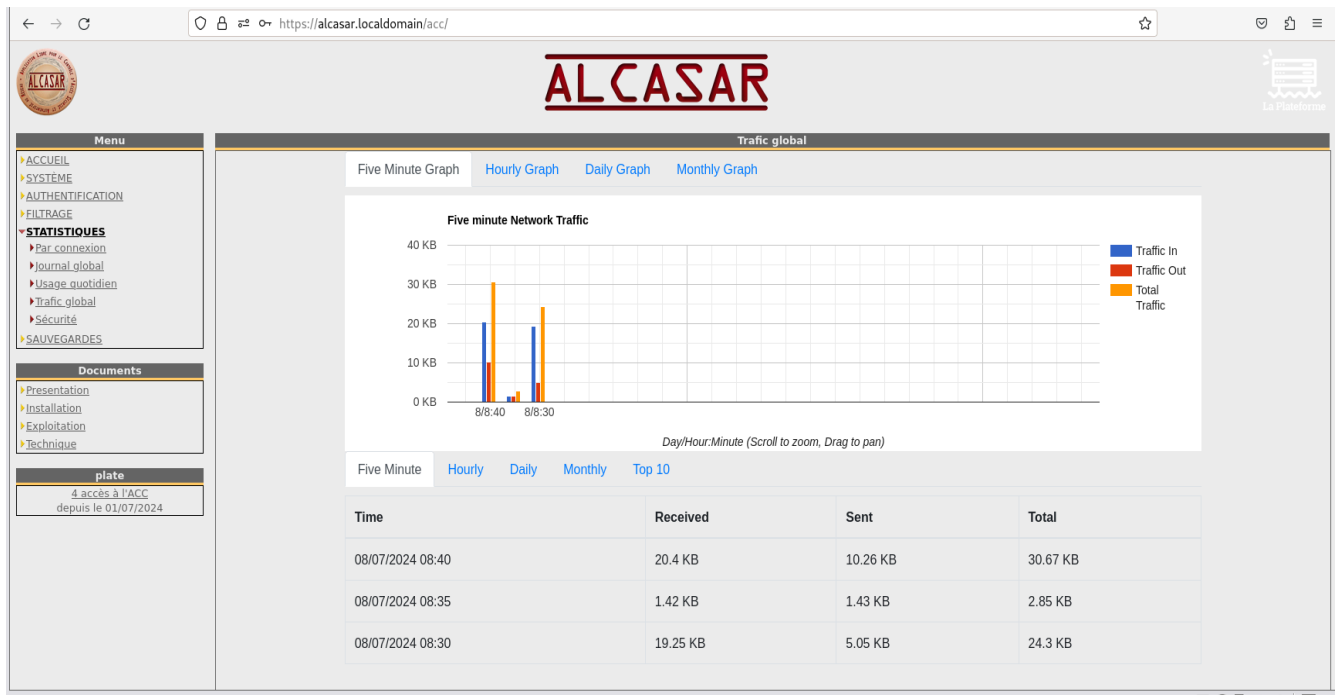 https://alcasar.localdomain/acc/
ALCASAR
ALCASAR
La Plateforme
Menu
ACCUEIL
SYSTÈME
AUTHENTIFICATION
FILTRAGE
STATISTIQUES
Par connexion
Journal global
Usage quotidien
Trafic global
Sécurité
SAUVEGARDES
Documents
Presentation
Installation
Exploitation
Technique
plate
4 accès à l'ACC
depuis le 01/07/2024
Trafic global
Five Minute Graph Hourly Graph Daily Graph Monthly Graph
Five minute Network Traffic
40 KB
30 KB
20 KB
10 KB
0 KB
8/8:40 8/8:30
Traffic In
Traffic Out
Total
Traffic
Day/Hour:Minute (Scroll to zoom, Drag to pan)
Five Minute Hourly Daily Monthly Top 10
Time Received Sent Total
08/07/2024 08:40 20.4 KB 10.26 KB 30.67 KB
08/07/2024 08:35 1.42 KB 1.43 KB 2.85 KB
08/07/2024 08:30 19.25 KB 5.05 KB 24.3 KB